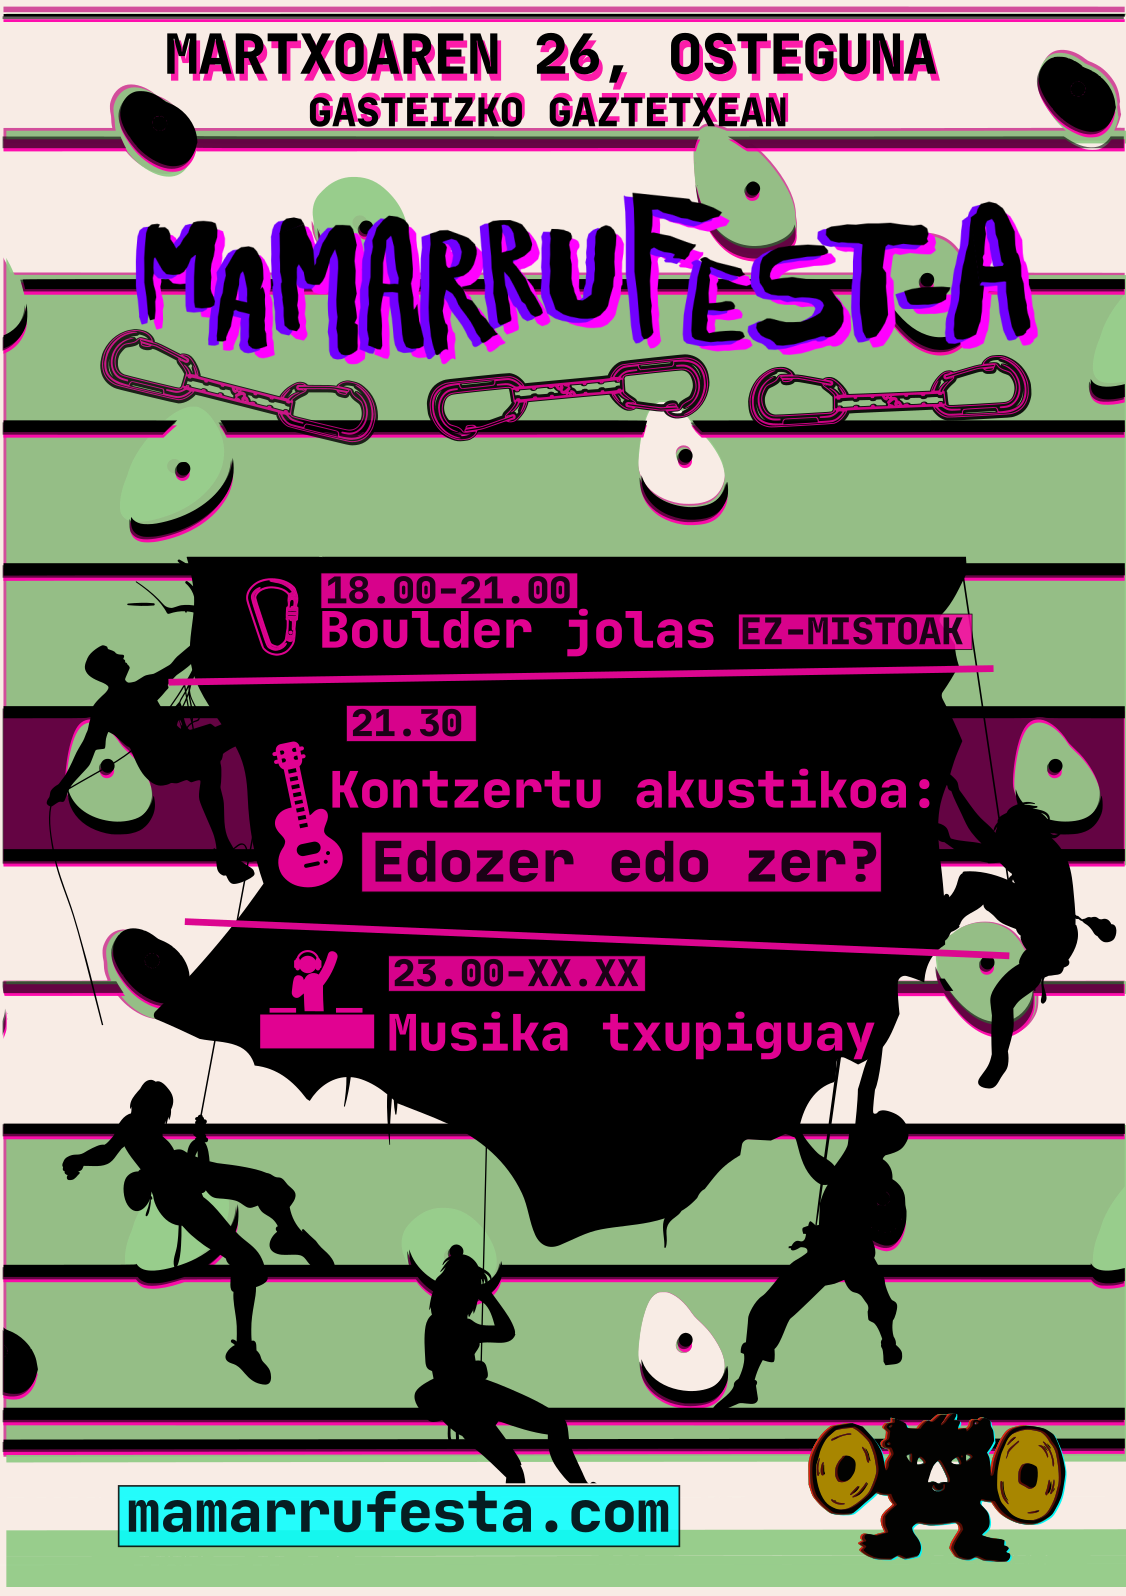 MARTXOAREN 26, OSTEGUNA
GASTEIZKO GAZTETXEAN
MAMARRUFEST-A
18.00-21.00
Boulder jolas EZ-MISTOAK
21.30
Kontzertu akustikoa:
Edozer edo zer?
23.00-XX.XX
Musika txupiguay
mamarrufesta.com